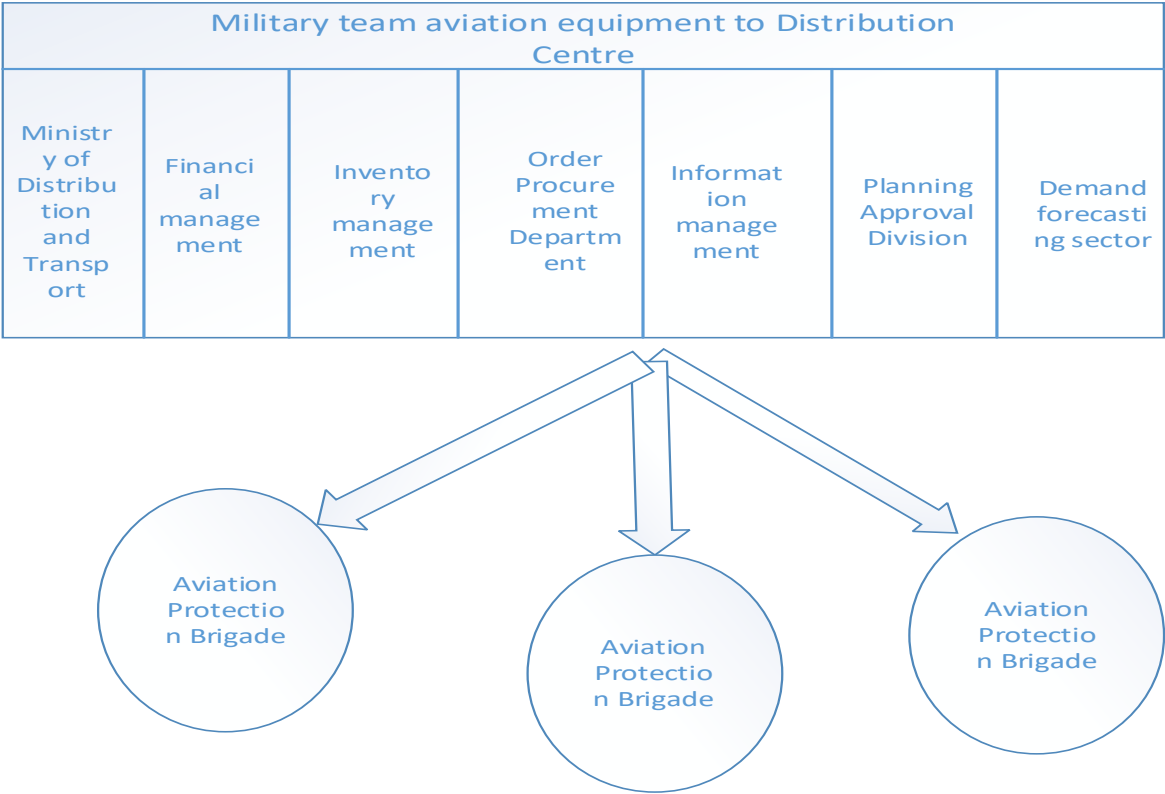 Military team aviation equipment to Distribution
Centre
Ministr
y of
Distribu
tion
and
Transp
ort
Financi
al
manage
ment
Invento
ry
manage
ment
Order
Procure
ment
Departm
ent
Informat
ion
manage
ment
Planning
Approval
Division
Demand
forecasti
ng sector
Aviation
Protectio
n Brigade
Aviation
Protectio
n Brigade
Aviation
Protectio
n Brigade